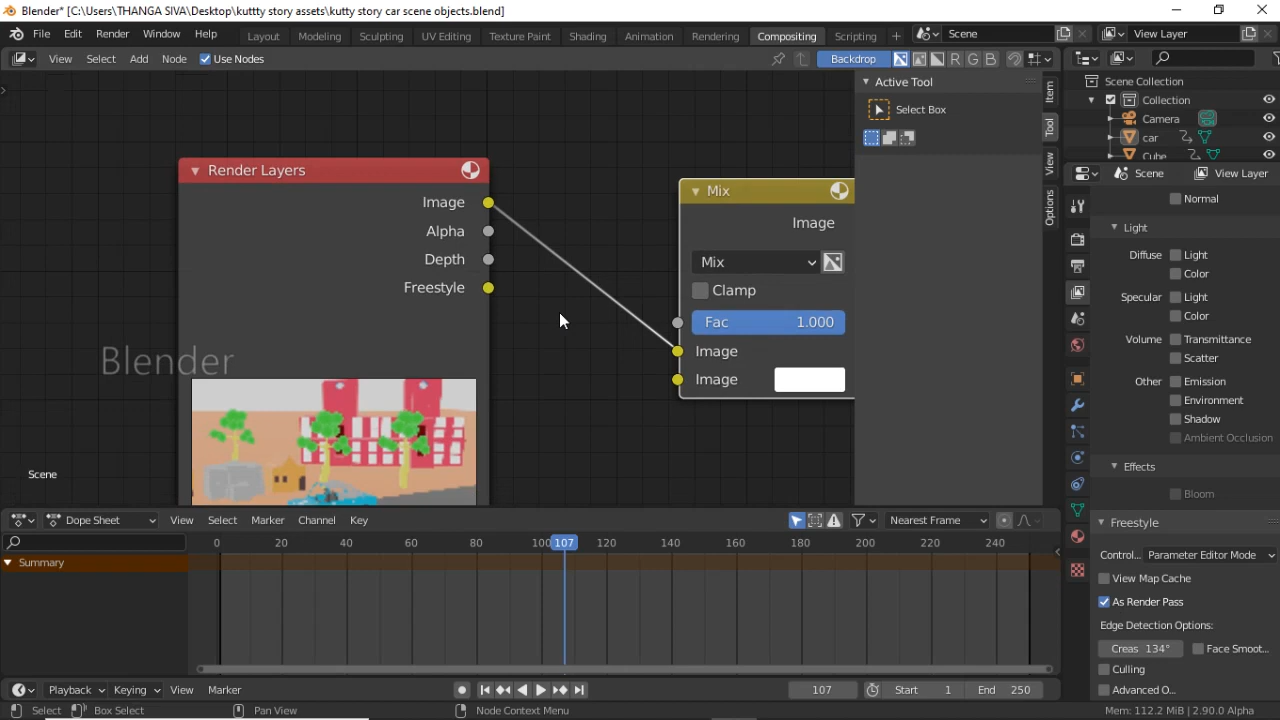 Blender* [C:\Users\THANGA SIVA\Desktop\kuttty story assets\kutty story car scene objects.blend]
File Edit Render Window Help Layout Modeling Sculpting UV Editing Texture Paint Shading Animation Rendering Compositing Scripting + Scene View Layer
View Select Add Node Use Nodes Backdrop R G B
Active Tool
Select Box
Item
Tool
View
Options
Scene Collection
Collection
Camera
car
Cube
Scene View Layer
Render Layers
Image
Alpha
Depth
Freestyle
Mix
Image
Mix
Clamp
Fac 1.000
Image
Image
Blender
Scene
Normal
Light
Diffuse Light
Color
Specular Light
Color
Volume Transmittance
Scatter
Other Emission
Environment
Shadow
Ambient Occlusion
Effects
Bloom
Freestyle
Control... Parameter Editor Mode
View Map Cache
As Render Pass
Edge Detection Options:
Creas 134° Face Smoot...
Culling
Advanced O...
Dope Sheet View Select Marker Channel Key Nearest Frame
0 20 40 60 80 100 107 120 140 160 180 200 220 240
Summary
Playback Keying View Marker 107 Start 1 End 250
Select Box Select Pan View Node Context Menu Mem: 112.2 MiB | 2.90.0 Alpha